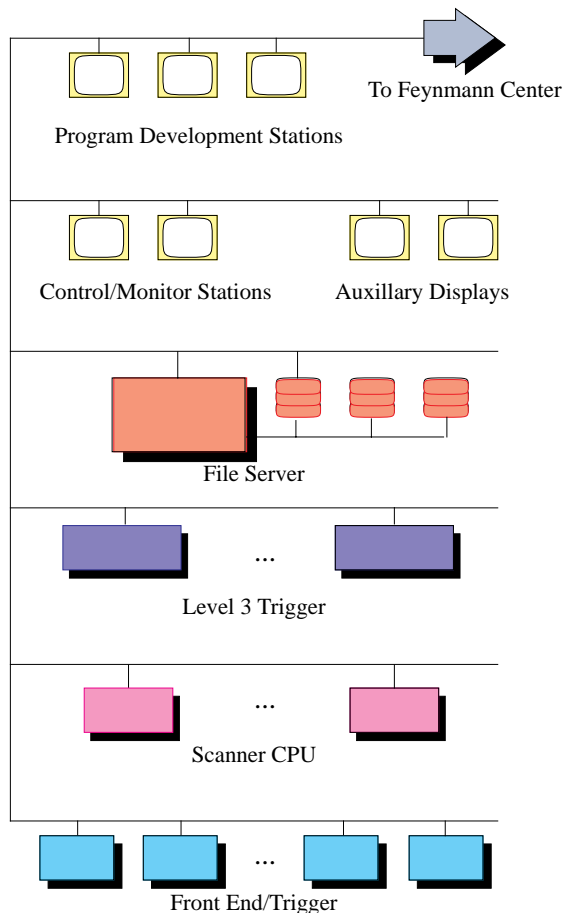 To Feynmann Center
Program Development Stations
Control/Monitor Stations
Auxillary Displays
File Server
...
Level 3 Trigger
...
Scanner CPU
...
Front End/Trigger